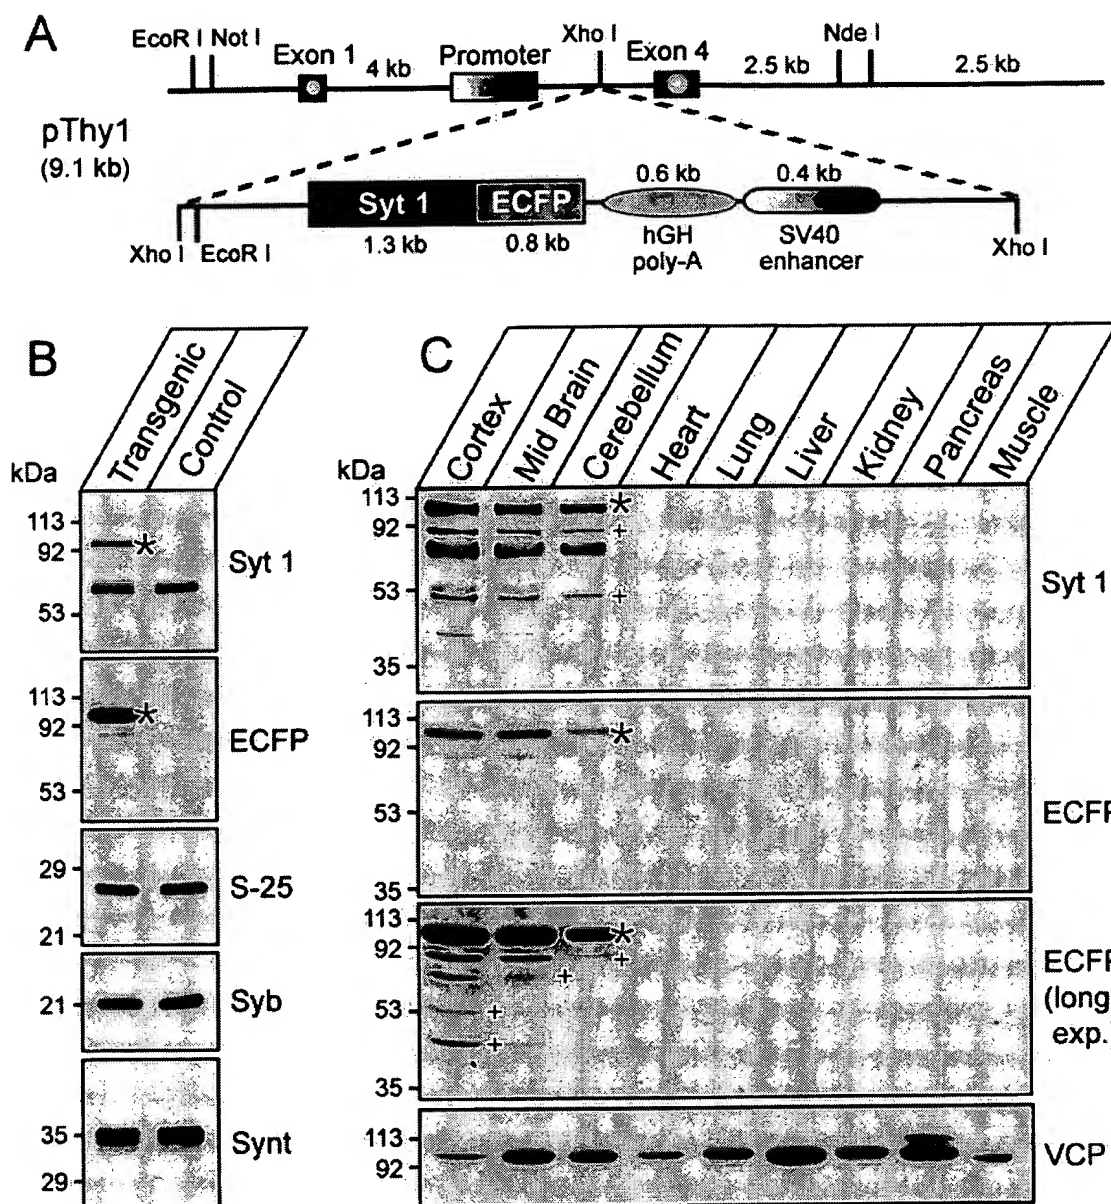 A
EcoR I Not I
Exon 1
4 kb
Promoter
Xho I
Exon 4
2.5 kb
Nde I
2.5 kb
pThy1
(9.1 kb)
Syt 1
ECFP
0.6 kb
0.4 kb
Xho I
EcoR I
1.3 kb
0.8 kb
hGH
poly-A
SV40
enhancer
Xho I
B
Transgenic
Control
kDa
113
92
53
*
Syt 1
113
92
53
*
ECFP
29
21
S-25
21
Syb
35
29
Synt
C
Cortex
Mid Brain
Cerebellum
Heart
Lung
Liver
Kidney
Pancreas
Muscle
kDa
113
92
53
35
*
+
+
Syt 1
113
92
53
35
*
ECFP
113
92
53
35
*
+
+
+
+
ECFP
(long
exp.
113
92
VCP